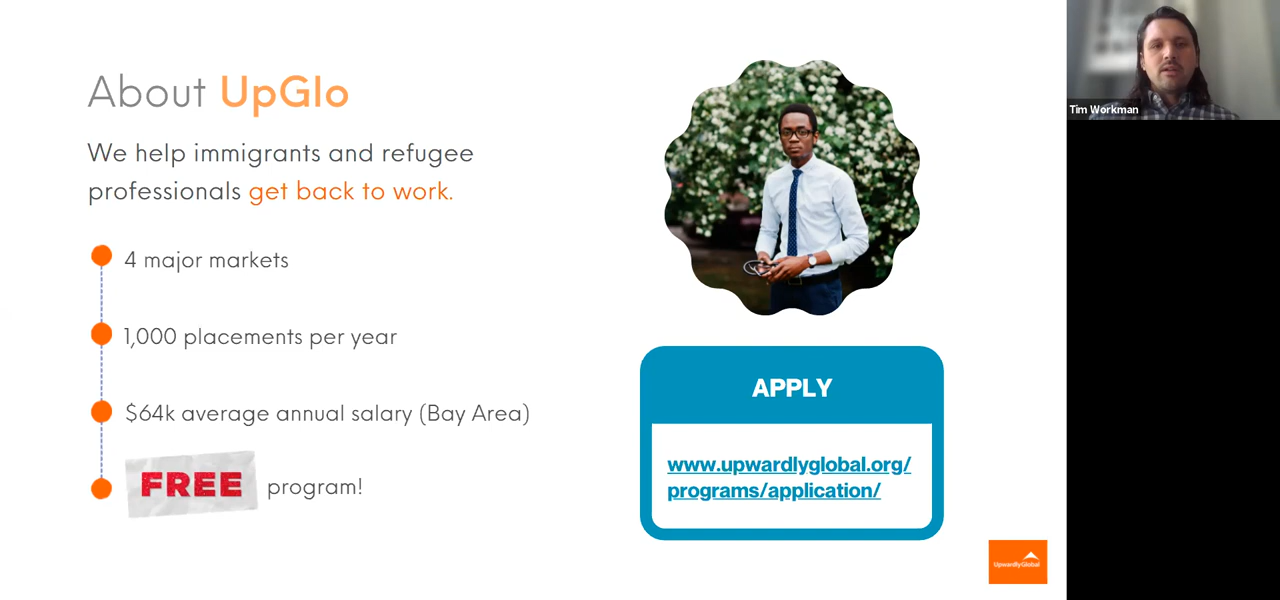 About UpGlo
We help immigrants and refugee
professionals get back to work.
4 major markets
1,000 placements per year
$64k average annual salary (Bay Area)
FREE program!
APPLY
www.upwardlyglobal.org/
programs/application/
UpwardlyGlobal
Tim Workman